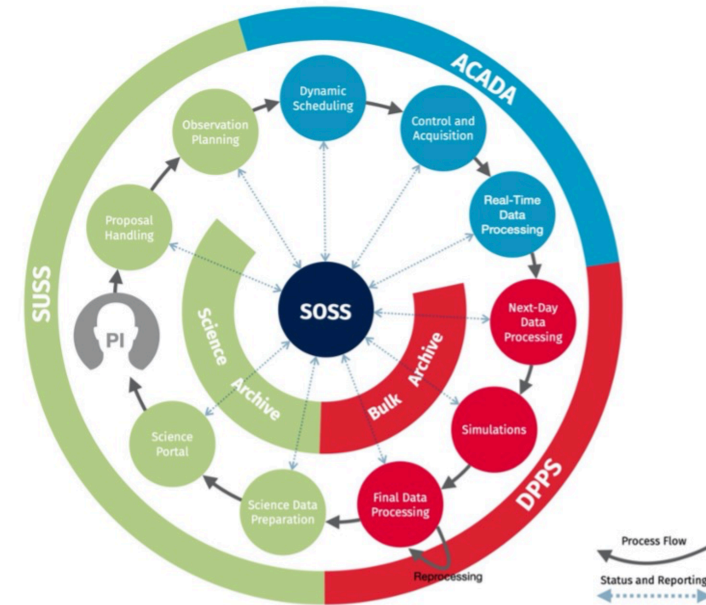 ACADA
Dynamic
Scheduling
Control and
Acquisition
Observation
Planning
Real-Time
Data
Processing
Proposal
Handling
SUSS
SOSS
PI
Next-Day
Data
Processing
Science
Archive
Bulk
Archive
Simulations
Science
Portal
DPPS
Final Data
Processing
Science Data
Preparation
Reprocessing
Process Flow
Status and Reporting